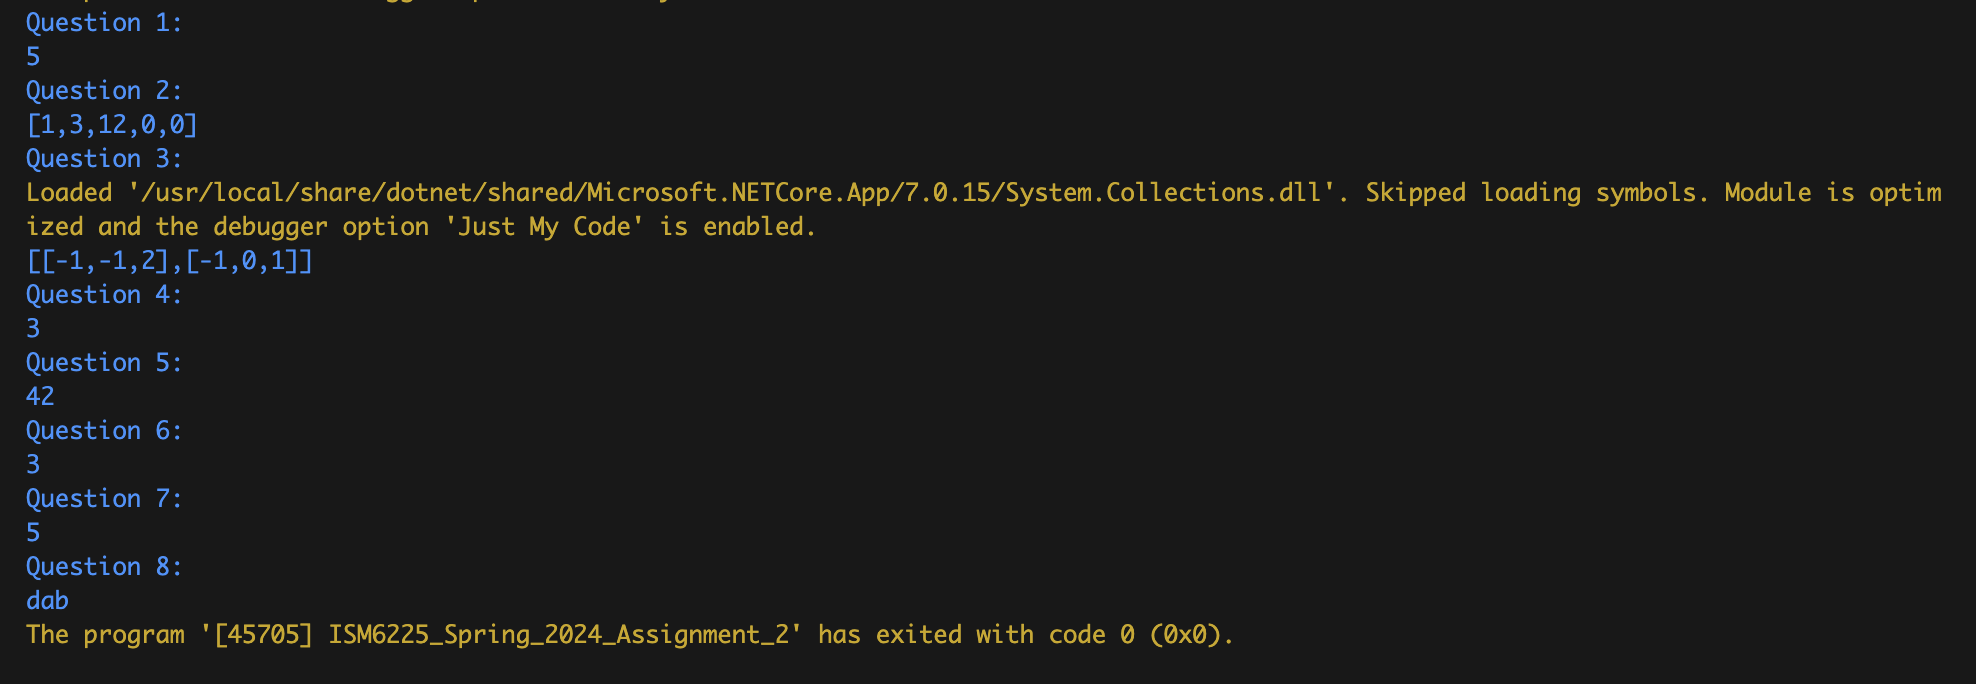 Question 1:
5
Question 2:
[1,3,12,0,0]
Question 3:
Loaded '/usr/local/share/dotnet/shared/Microsoft.NETCore.App/7.0.15/System.Collections.dll'. Skipped loading symbols. Module is optim
ized and the debugger option 'Just My Code' is enabled.
[[-1,-1,2],[-1,0,1]]
Question 4:
3
Question 5:
42
Question 6:
3
Question 7:
5
Question 8:
dab
The program '[45705] ISM6225_Spring_2024_Assignment_2' has exited with code 0 (0x0).